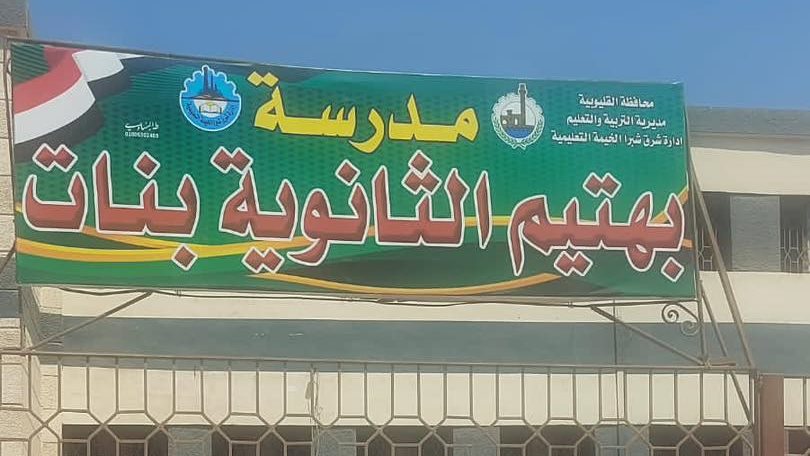 محافظة القليوبية
مديرية التربية والتعليم
ادارة شرق شبرا الخيمة التعليمية
مدرسة
بهتيم الثانوية بنات